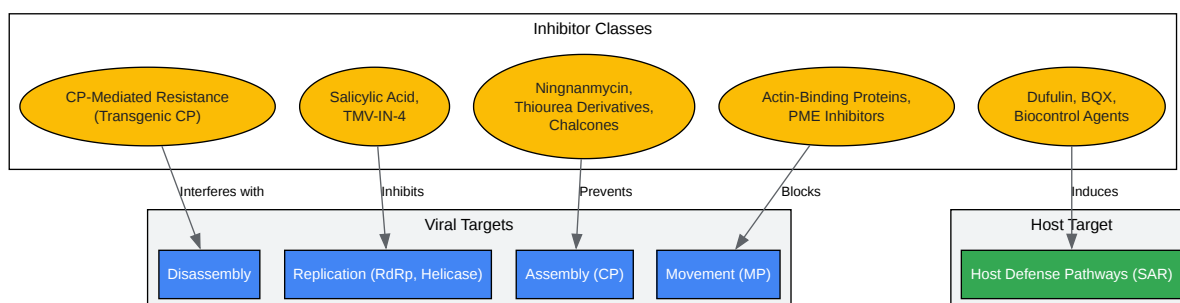 Inhibitor Classes
CP-Mediated Resistance
(Transgenic CP)
Salicylic Acid,
TMV-IN-4
Ningnanmycin,
Thiourea Derivatives,
Chalcones
Actin-Binding Proteins,
PME Inhibitors
Dufulin, BQX,
Biocontrol Agents
Interferes with
Inhibits
Prevents
Blocks
Induces
Viral Targets
Host Target
Disassembly
Replication (RdRp, Helicase)
Assembly (CP)
Movement (MP)
Host Defense Pathways (SAR)